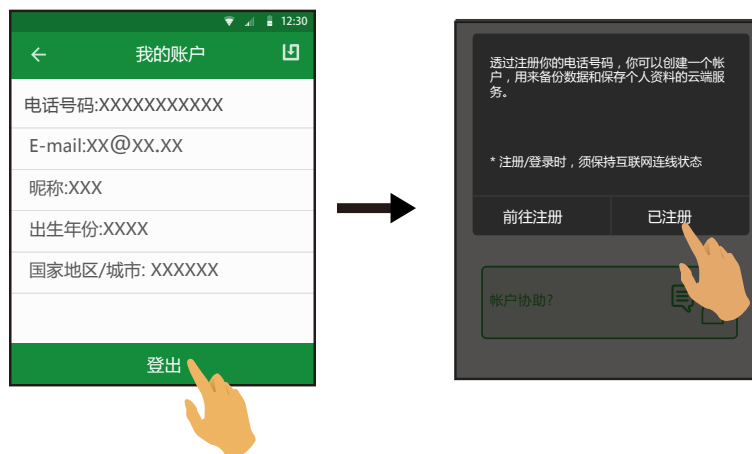 12:30
我的账户
电话号码:XXXXXXXXXXX
E-mail:XX@XX.XX
昵称:XXX
出生年份:XXXX
国家地区/城市: XXXXXX
登出
透过注册你的电话号码，你可以创建一个帐
户，用来备份数据和保存个人资料的云端服
务。
* 注册/登录时，须保持互联网连线状态
前往注册
已注册
帐户协助?